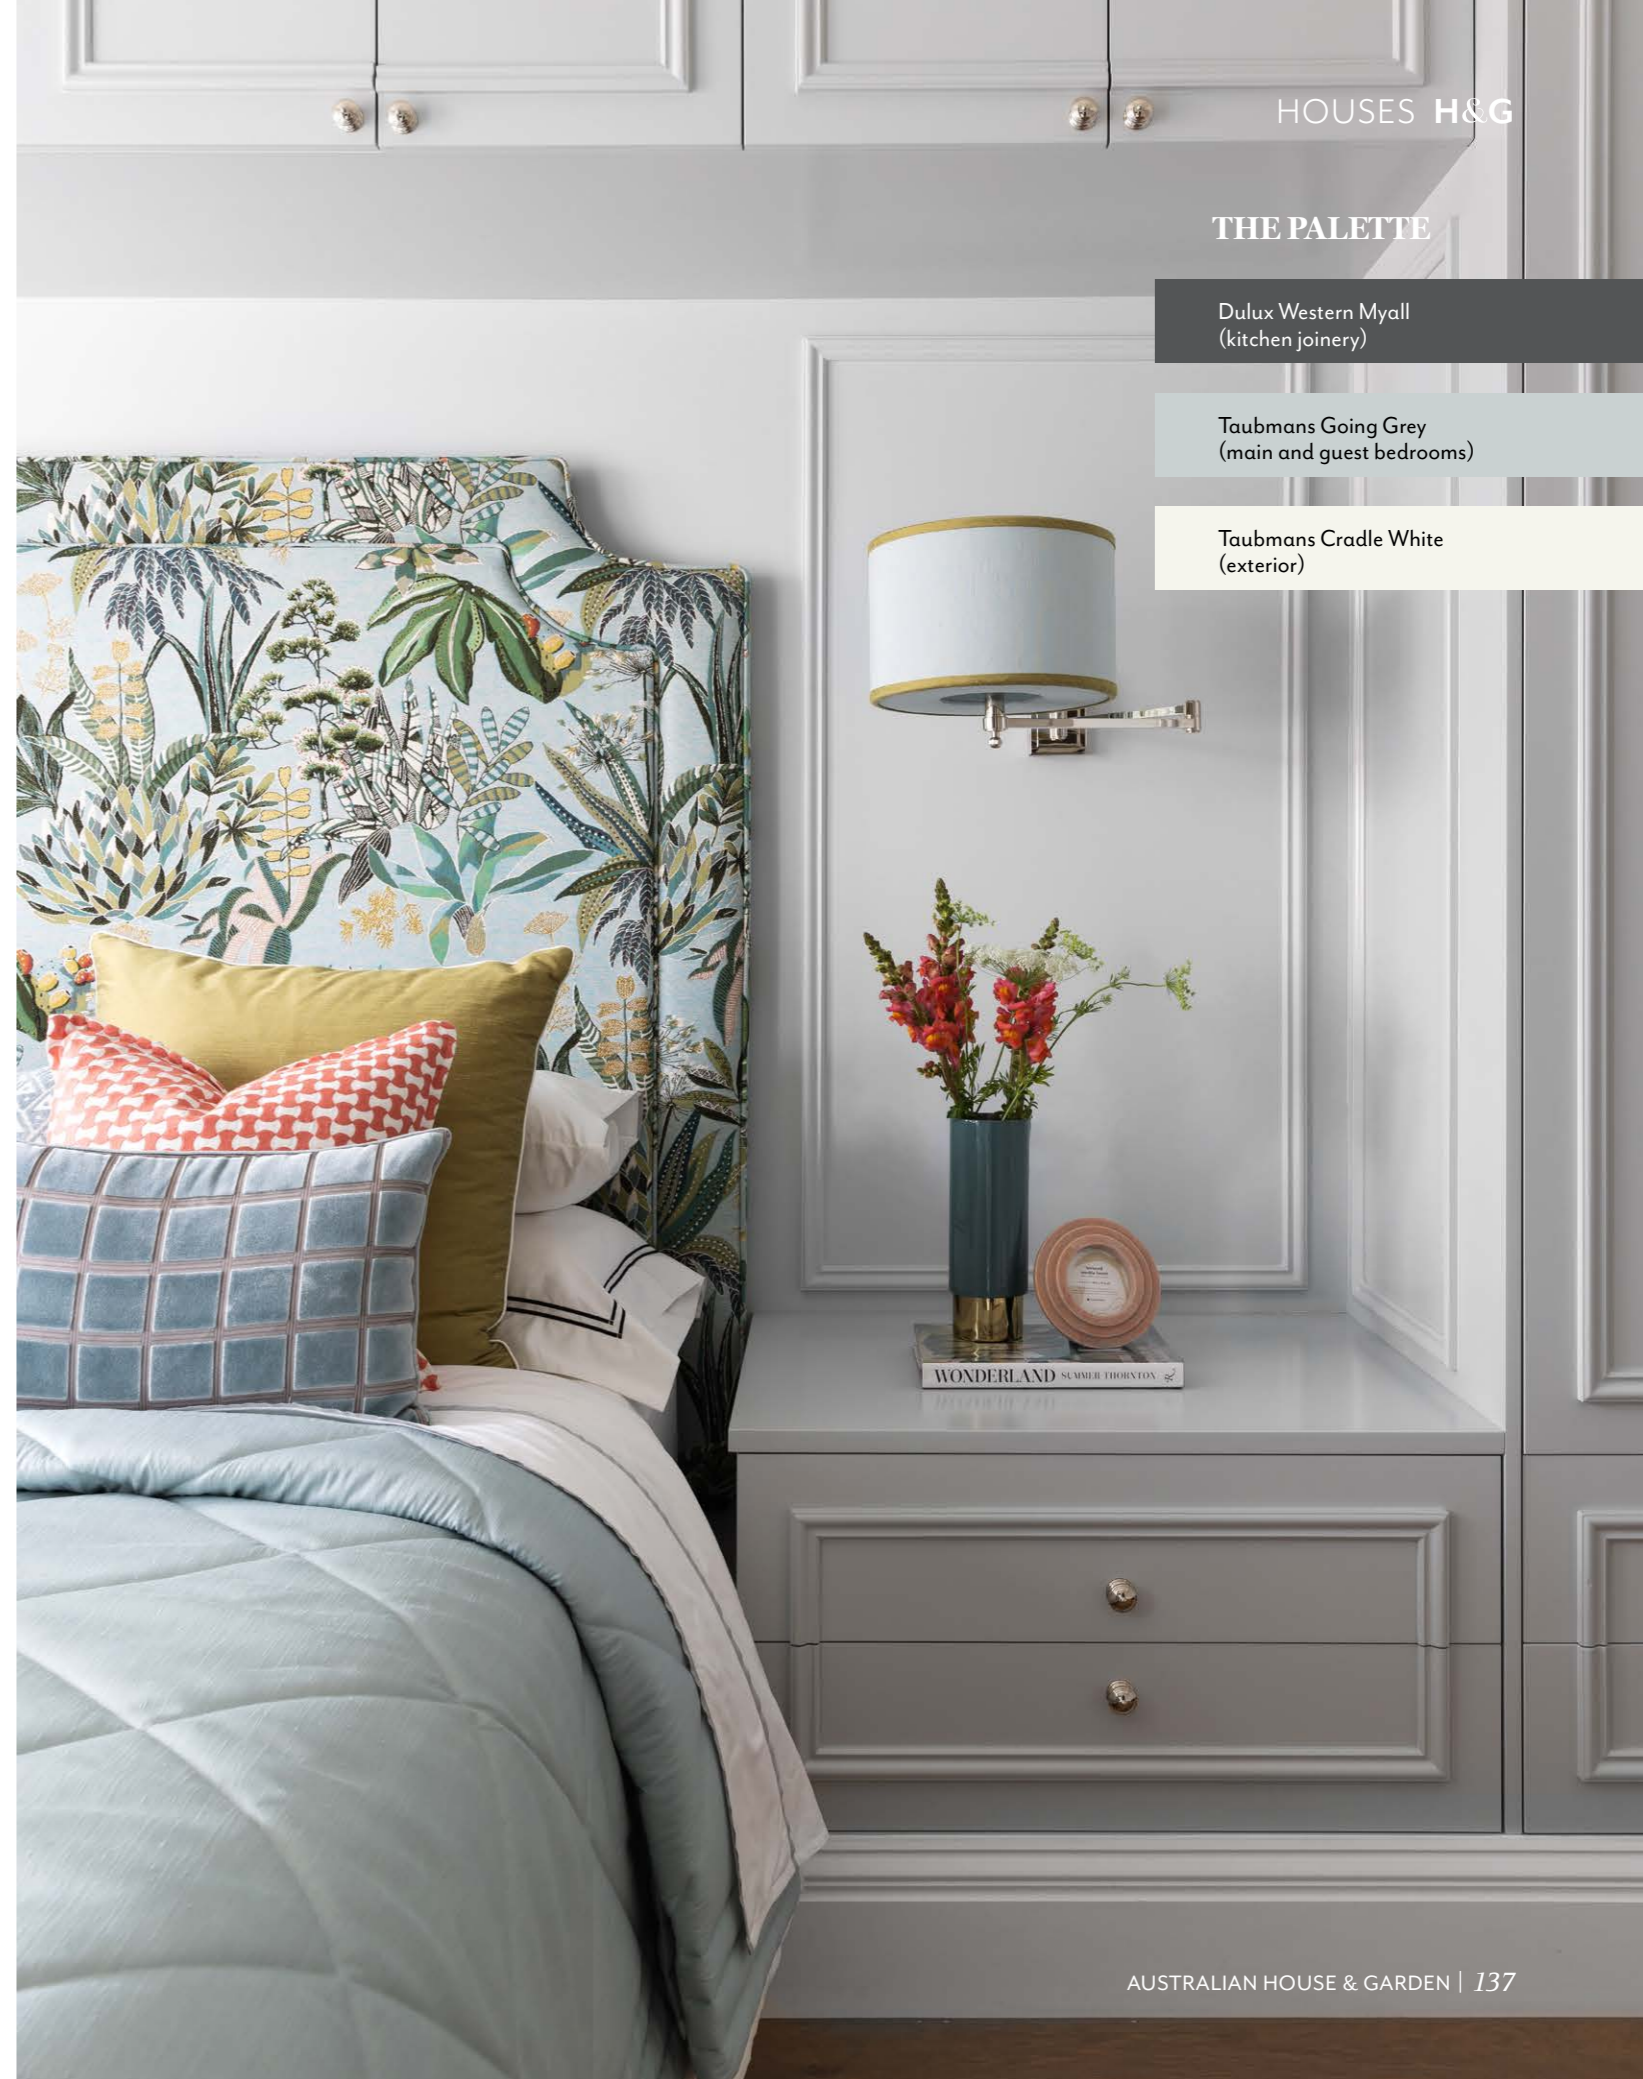 HOUSES H&G
THE PALETTE
Dulux Western Myall
(kitchen joinery)
Taubmans Going Grey
(main and guest bedrooms)
Taubmans Cradle White
(exterior)
WONDERLAND SUMMER THORNTON
AUSTRALIAN HOUSE & GARDEN | 137